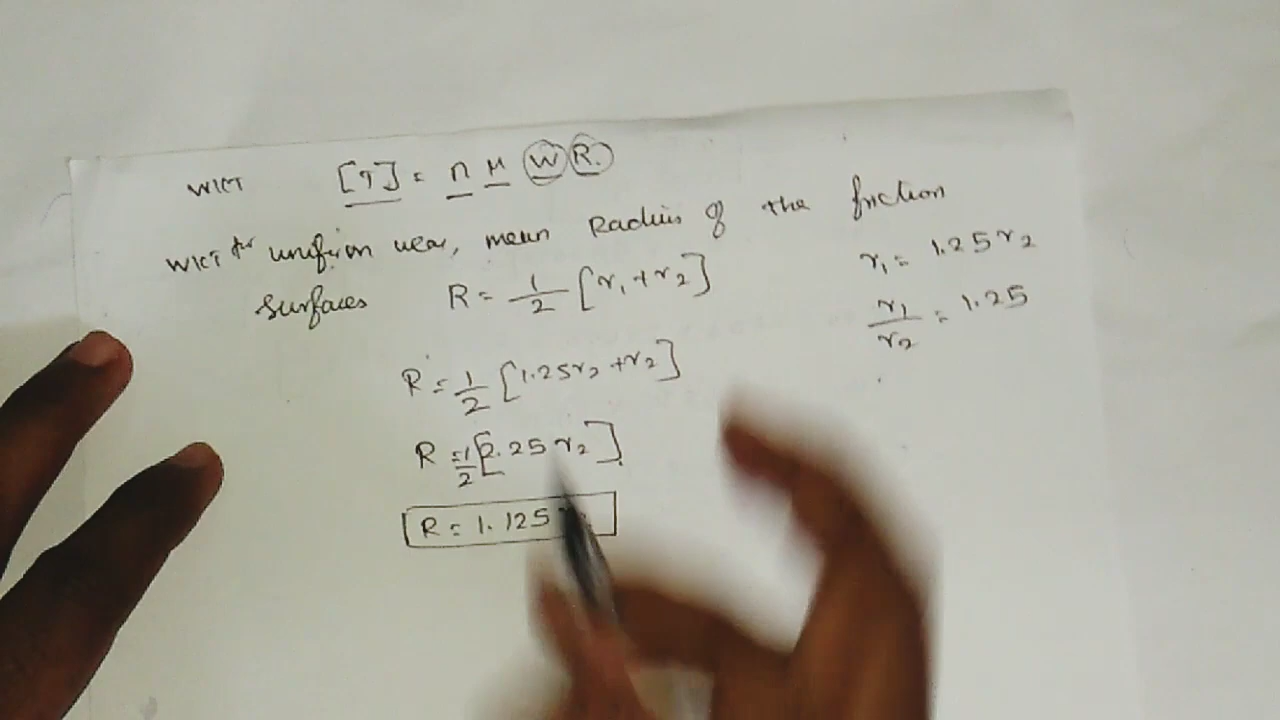 WKT [T] = n μ W R.
WKT for uniform wear, mean Radius of the friction
surfaces R = 1/2 [r₁ + r₂]
r₁ = 1.25 r₂
r₁/r₂ = 1.25
R = 1/2 [1.25r₂ + r₂]
R = 1/2 [2.25 r₂]
R = 1.125